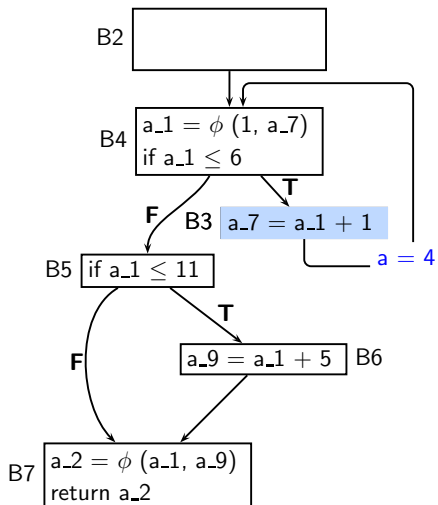 B2
B4
a_1 = ϕ (1, a_7)
if a_1 ≤ 6
F
T
B3
a_7 = a_1 + 1
a = 4
B5
if a_1 ≤ 11
F
T
a_9 = a_1 + 5
B6
B7
a_2 = ϕ (a_1, a_9)
return a_2